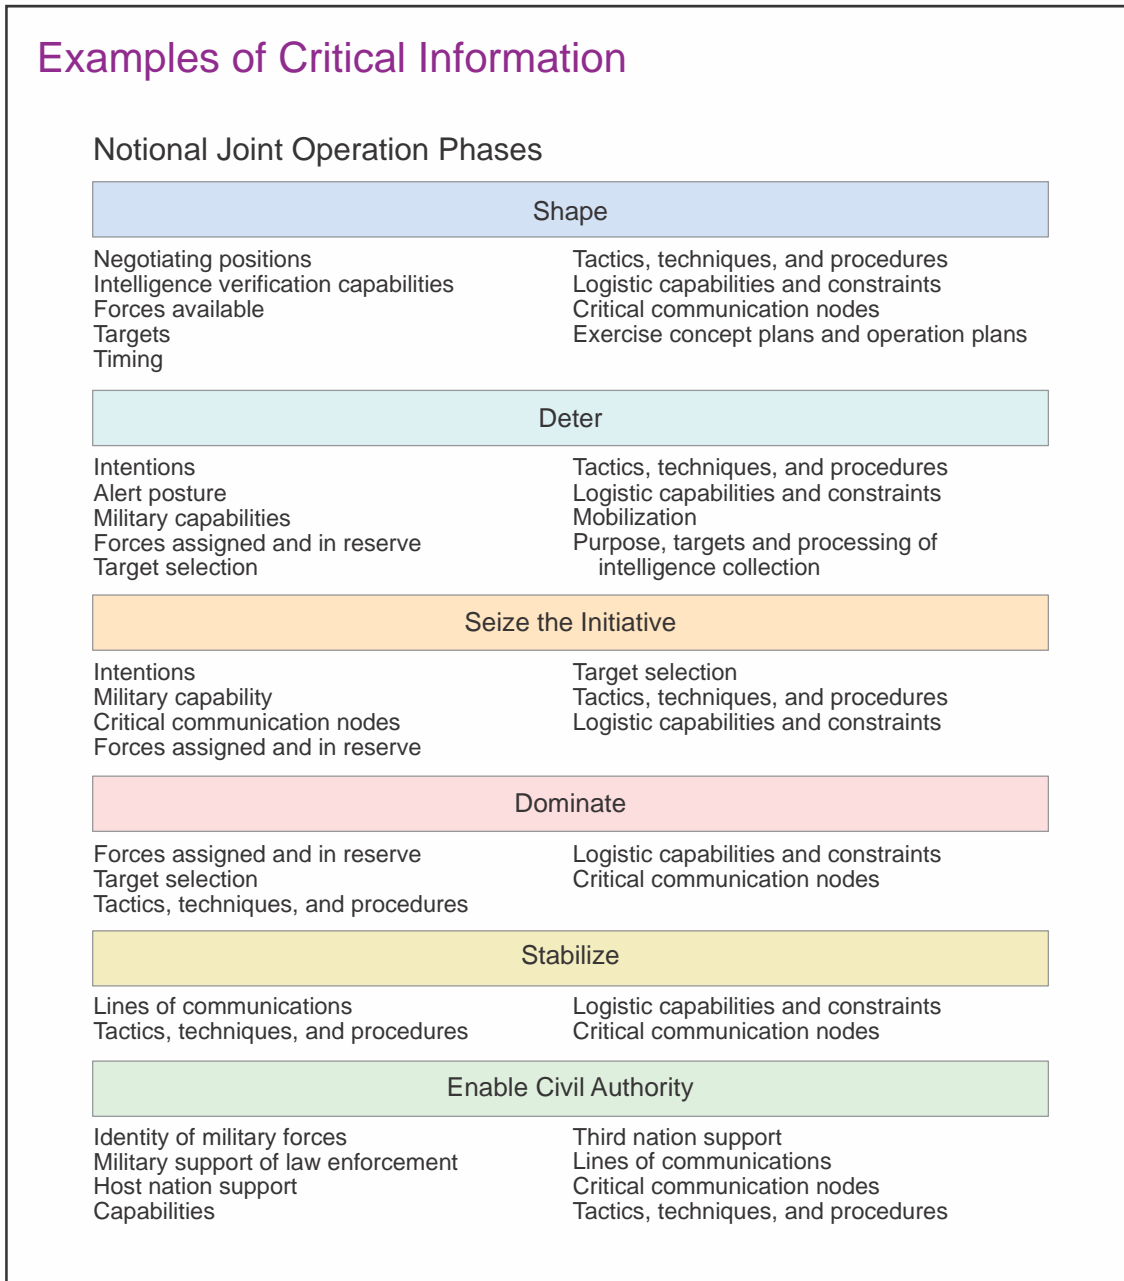 Examples of Critical Information
Notional Joint Operation Phases
Shape
Negotiating positions
Intelligence verification capabilities
Forces available
Targets
Timing
Tactics, techniques, and procedures
Logistic capabilities and constraints
Critical communication nodes
Exercise concept plans and operation plans
Deter
Intentions
Alert posture
Military capabilities
Forces assigned and in reserve
Target selection
Tactics, techniques, and procedures
Logistic capabilities and constraints
Mobilization
Purpose, targets and processing of
intelligence collection
Seize the Initiative
Intentions
Military capability
Critical communication nodes
Forces assigned and in reserve
Target selection
Tactics, techniques, and procedures
Logistic capabilities and constraints
Dominate
Forces assigned and in reserve
Target selection
Tactics, techniques, and procedures
Logistic capabilities and constraints
Critical communication nodes
Stabilize
Lines of communications
Tactics, techniques, and procedures
Logistic capabilities and constraints
Critical communication nodes
Enable Civil Authority
Identity of military forces
Military support of law enforcement
Host nation support
Capabilities
Third nation support
Lines of communications
Critical communication nodes
Tactics, techniques, and procedures